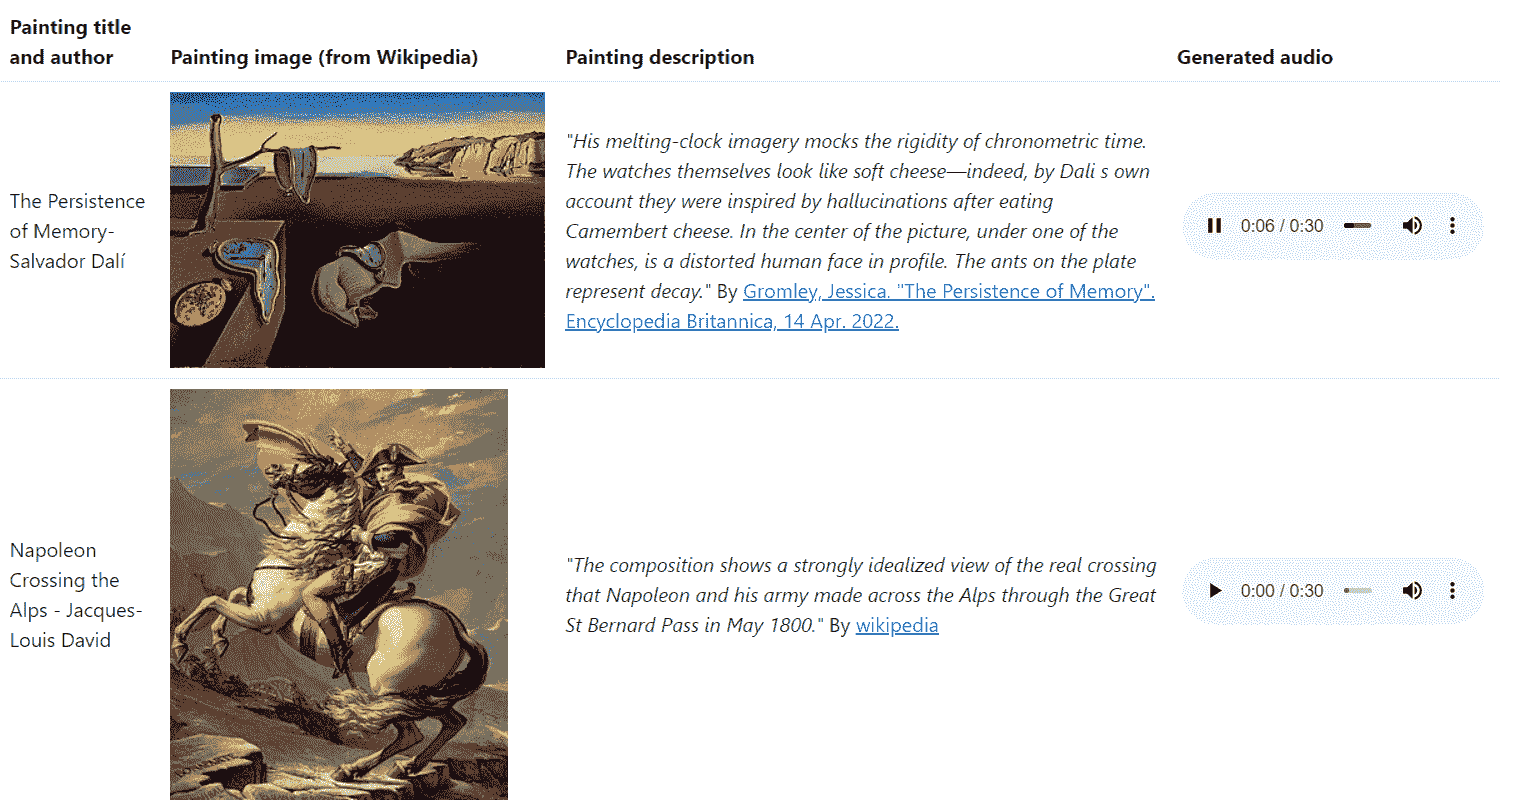 Painting title
and author
Painting image (from Wikipedia)
Painting description
Generated audio
The Persistence
of Memory-
Salvador Dalí
"His melting-clock imagery mocks the rigidity of chronometric time.
The watches themselves look like soft cheese—indeed, by Dali s own
account they were inspired by hallucinations after eating
Camembert cheese. In the center of the picture, under one of the
watches, is a distorted human face in profile. The ants on the plate
represent decay." By Gromley, Jessica. "The Persistence of Memory".
Encyclopedia Britannica, 14 Apr. 2022.
0:06 / 0:30
Napoleon
Crossing the
Alps - Jacques-
Louis David
"The composition shows a strongly idealized view of the real crossing
that Napoleon and his army made across the Alps through the Great
St Bernard Pass in May 1800." By wikipedia
0:00 / 0:30